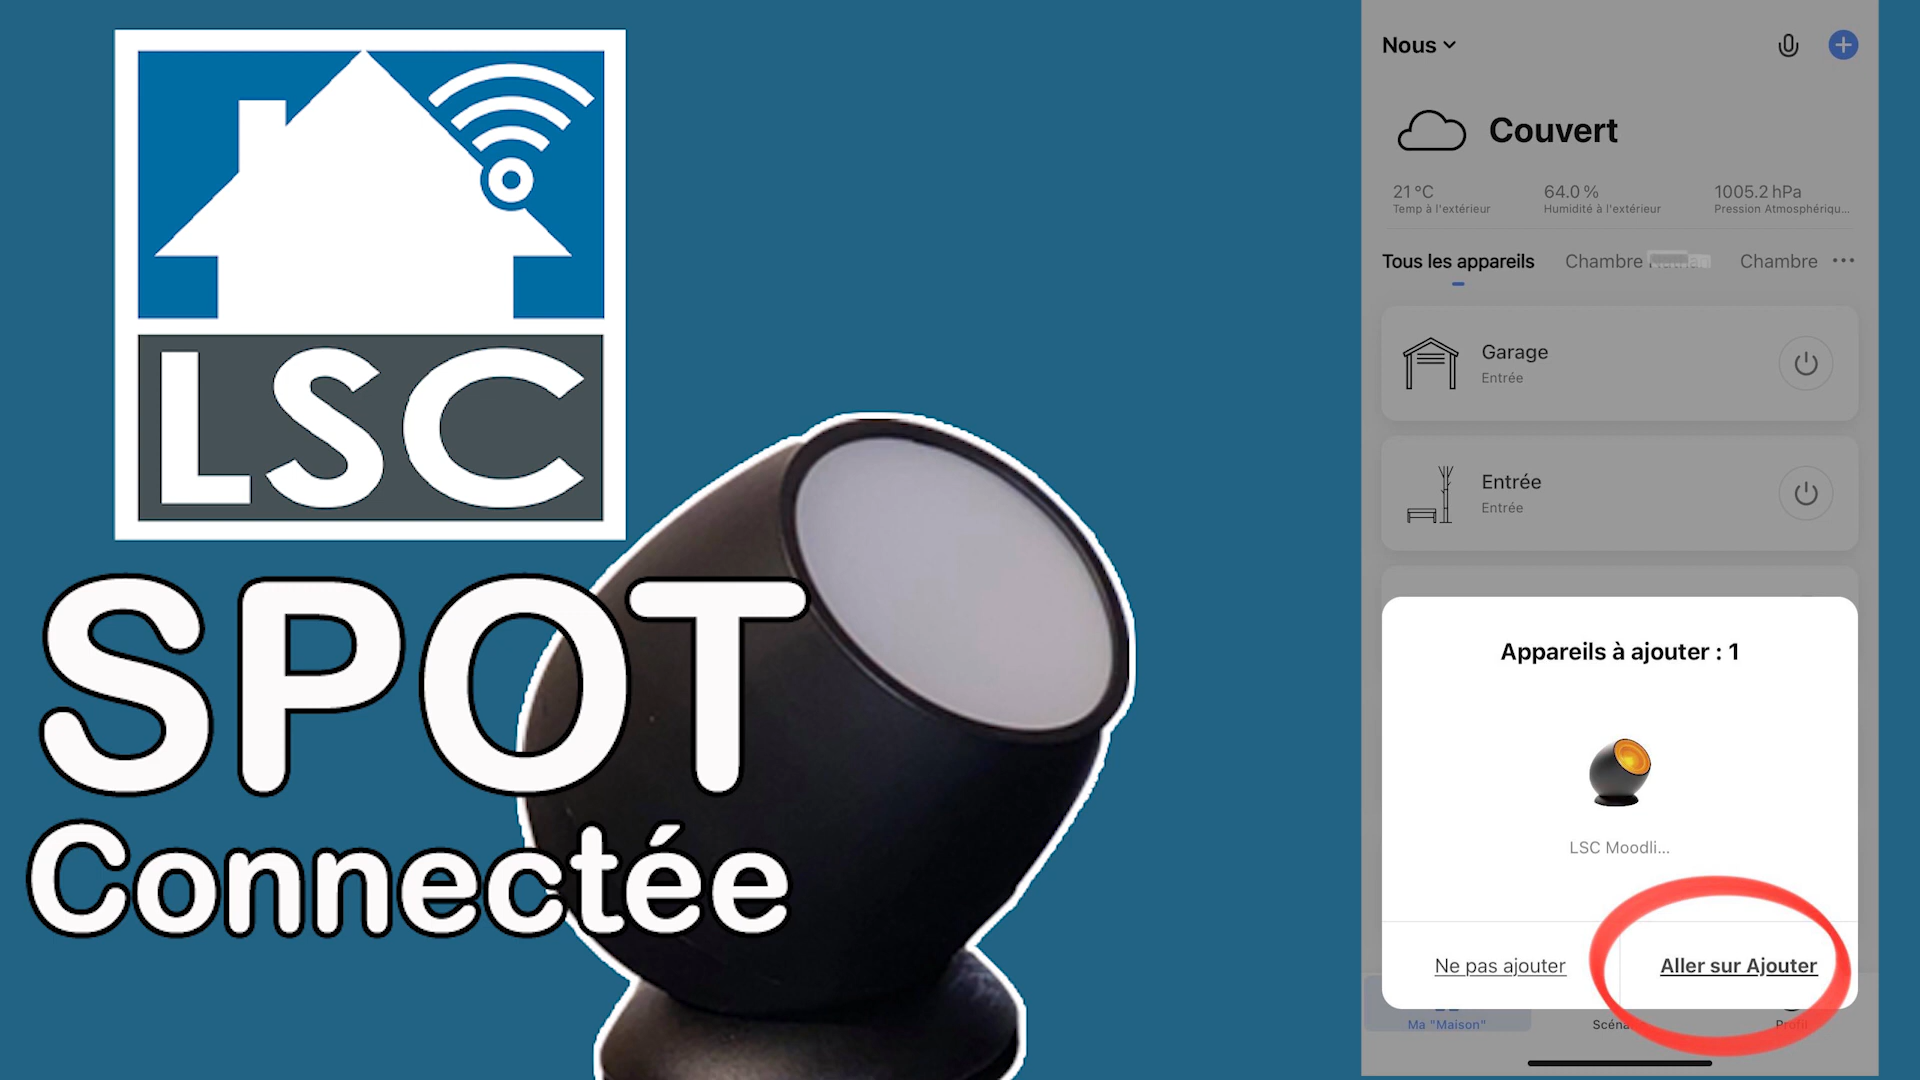 LSC
SPOT
Connectée
Nous
Couvert
21 °C
Temp à l'extérieur
64.0 %
Humidité à l'extérieur
1005.2 hPa
Pression Atmosphériqu...
Tous les appareils
Chambre
Chambre
Garage
Entrée
Entrée
Entrée
Appareils à ajouter : 1
LSC Moodli...
Ne pas ajouter
Aller sur Ajouter
Ma "Maison"
Scéna
Profil